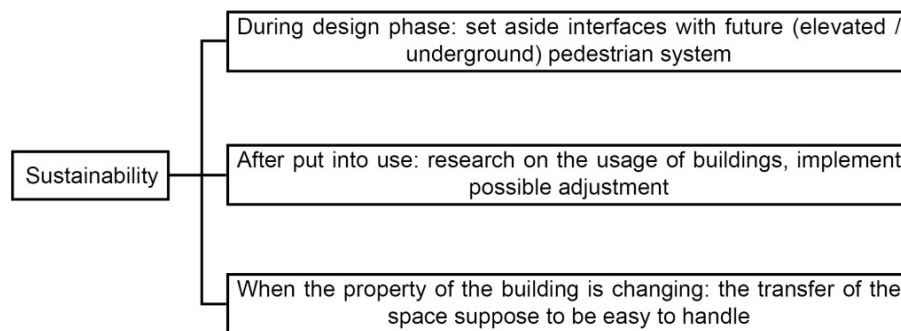 During design phase: set aside interfaces with future (elevated /
underground) pedestrian system
Sustainability
After put into use: research on the usage of buildings, implement
possible adjustment
When the property of the building is changing: the transfer of the
space suppose to be easy to handle